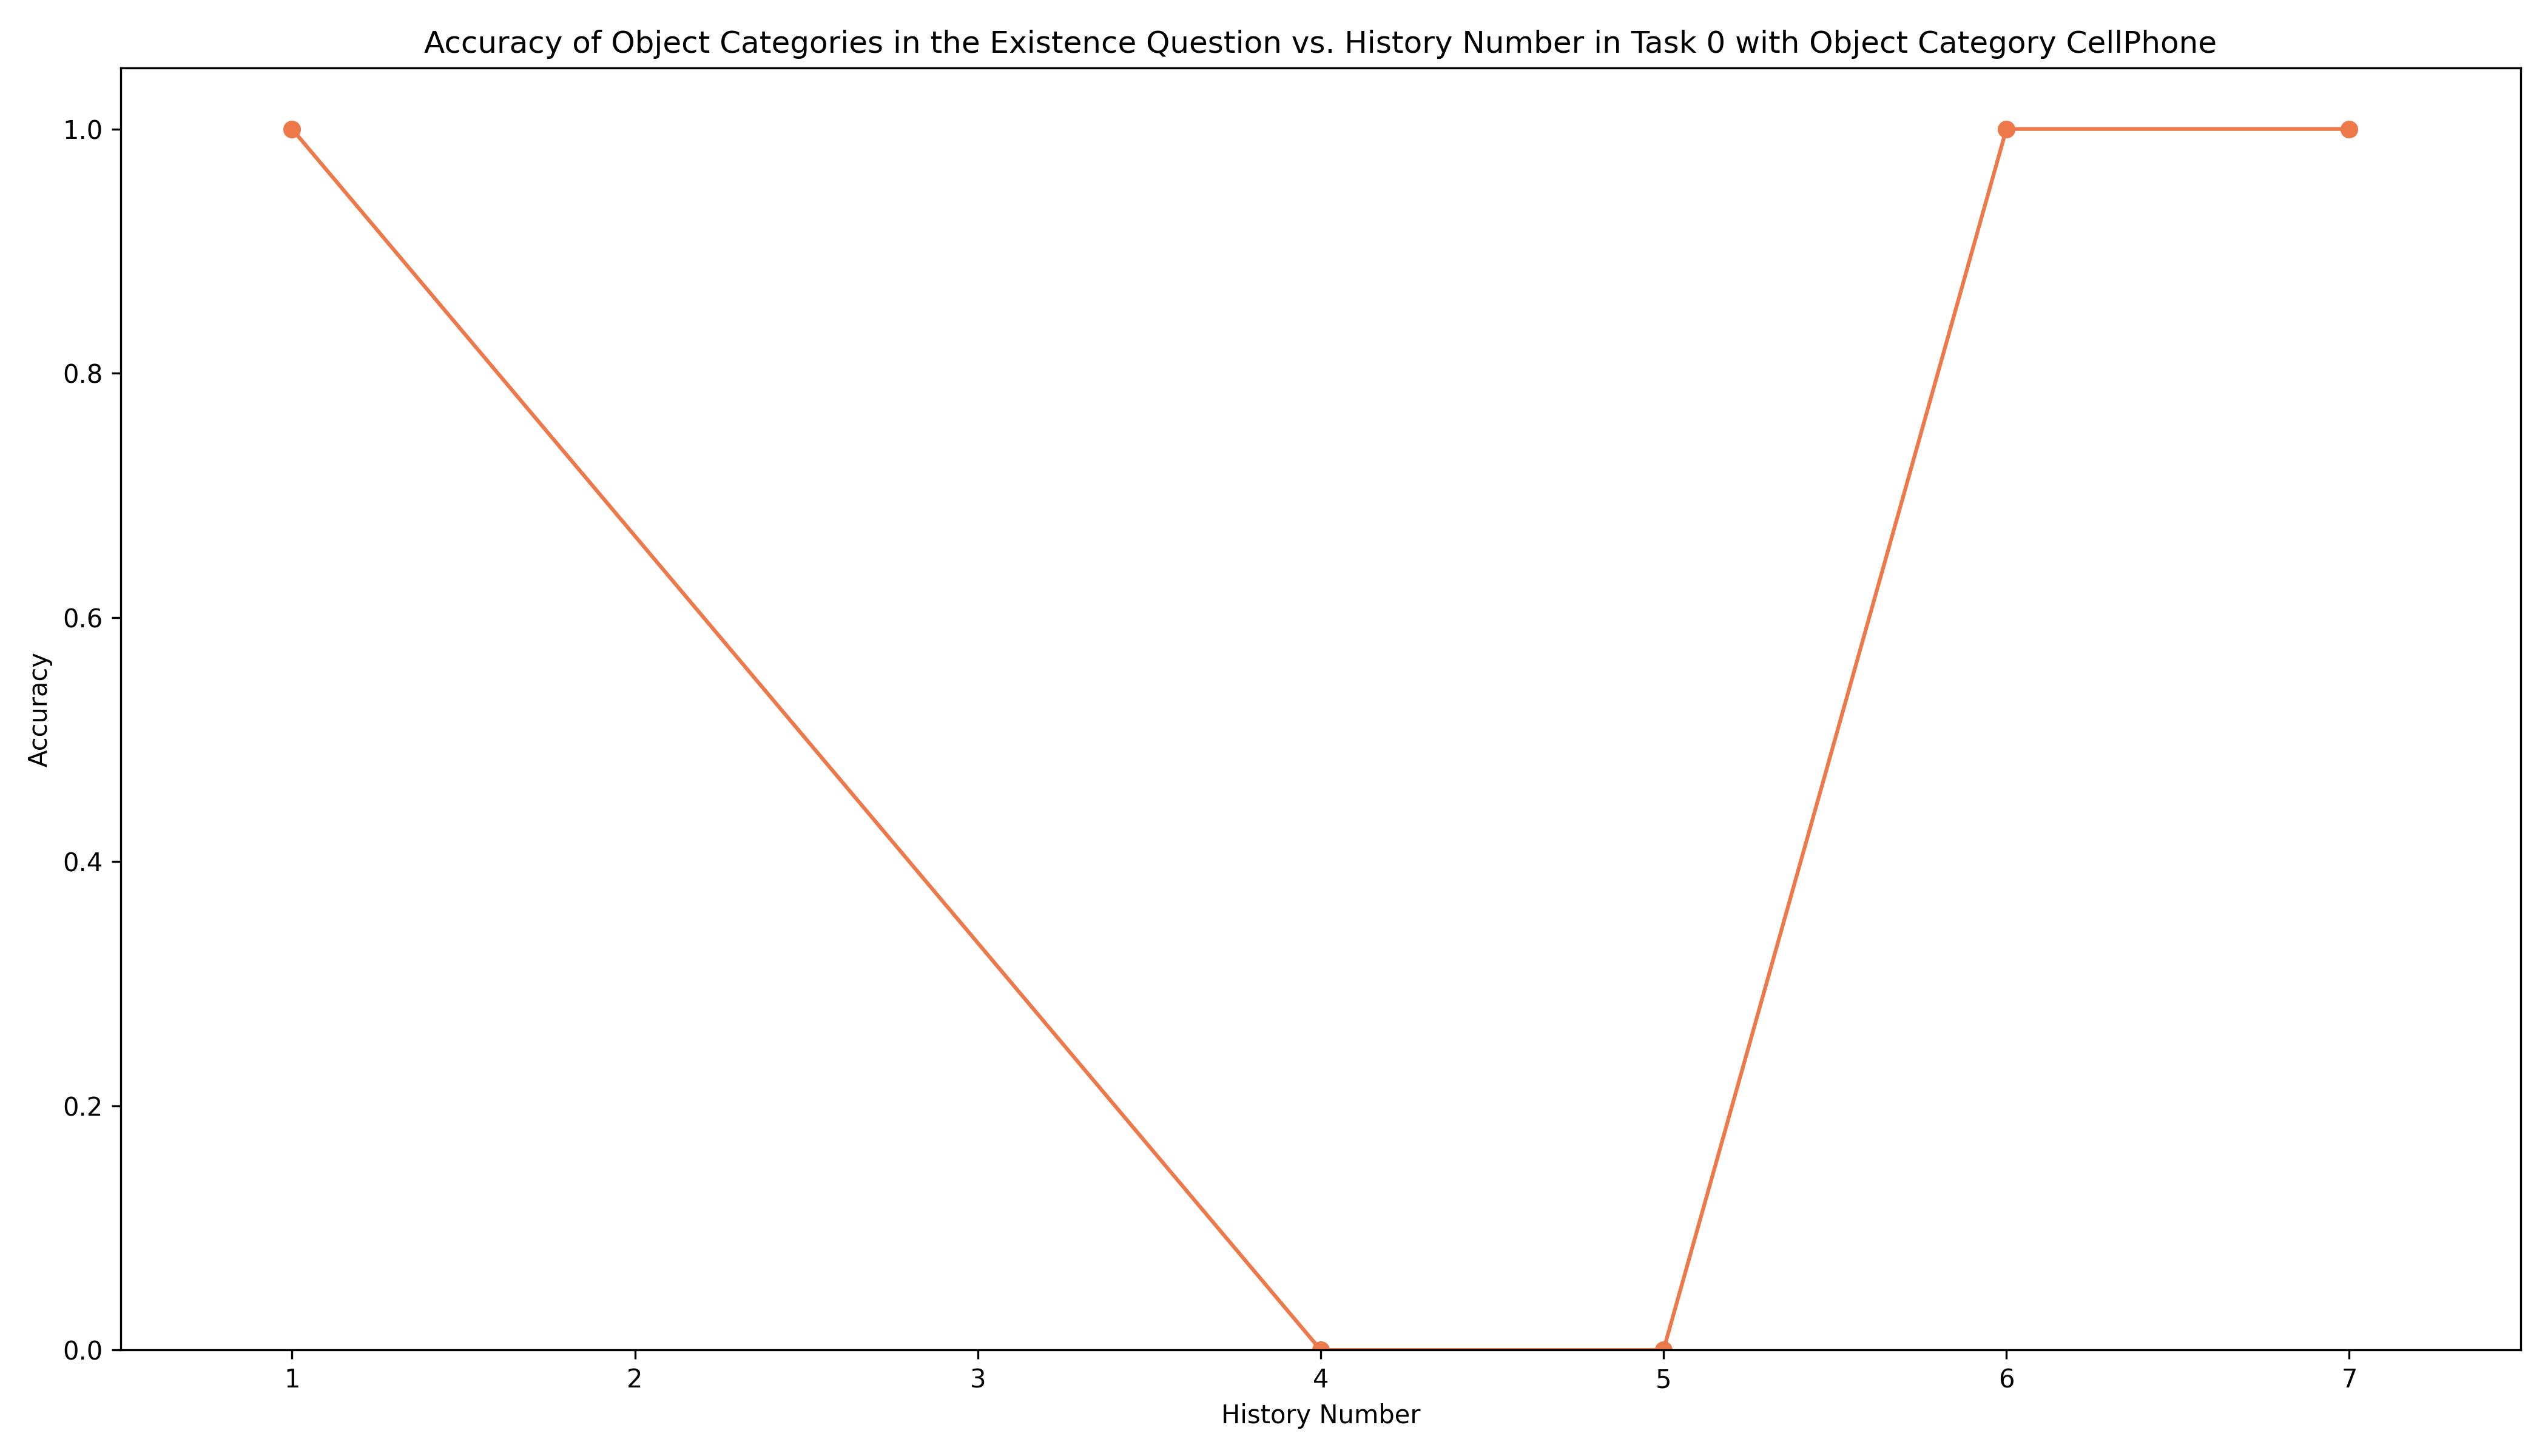 Accuracy of Object Categories in the Existence Question vs. History Number in Task 0 with Object Category CellPhone
1.0
0.8
0.6
0.4
0.2
0.0
Accuracy
1 2 3 4 5 6 7
History Number